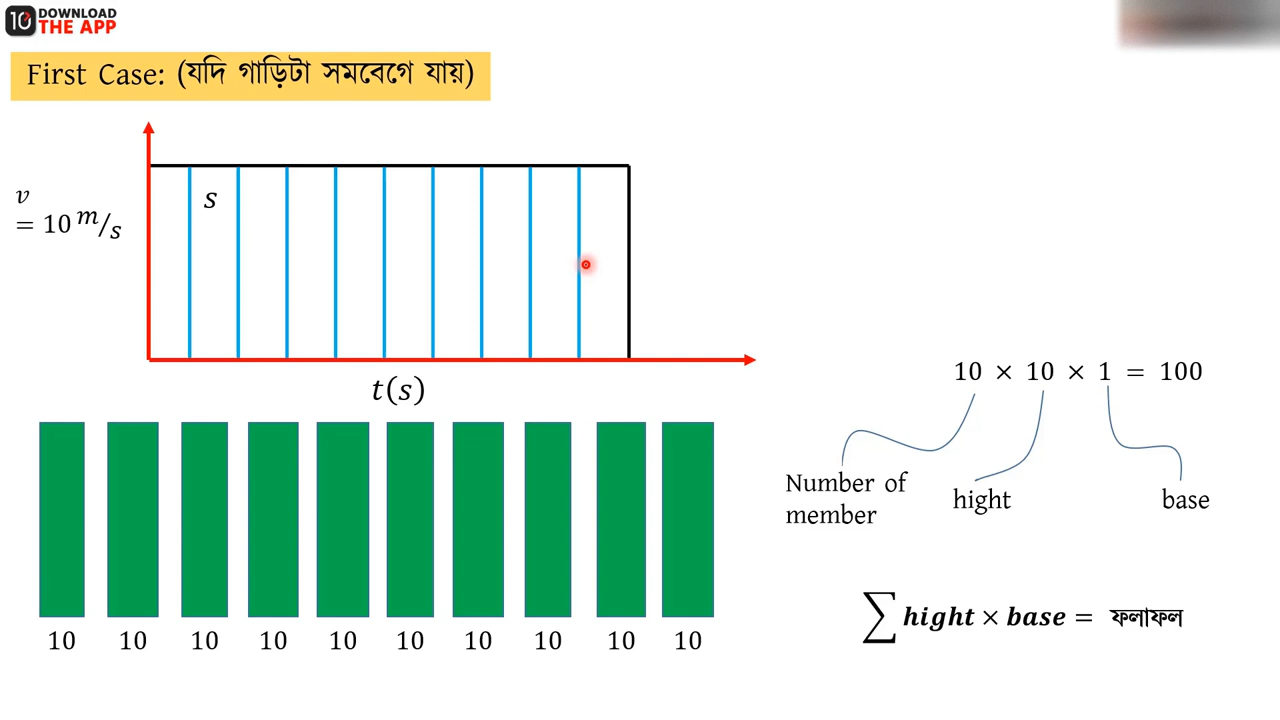 10 DOWNLOAD
THE APP
First Case: (যদি গাড়িটা সমবেগে যায়)
v
= 10 m/s
s
t(s)
10 × 10 × 1 = 100
Number of
member
hight
base
10 10 10 10 10 10 10 10 10 10
∑ hight × base = ফলাফল